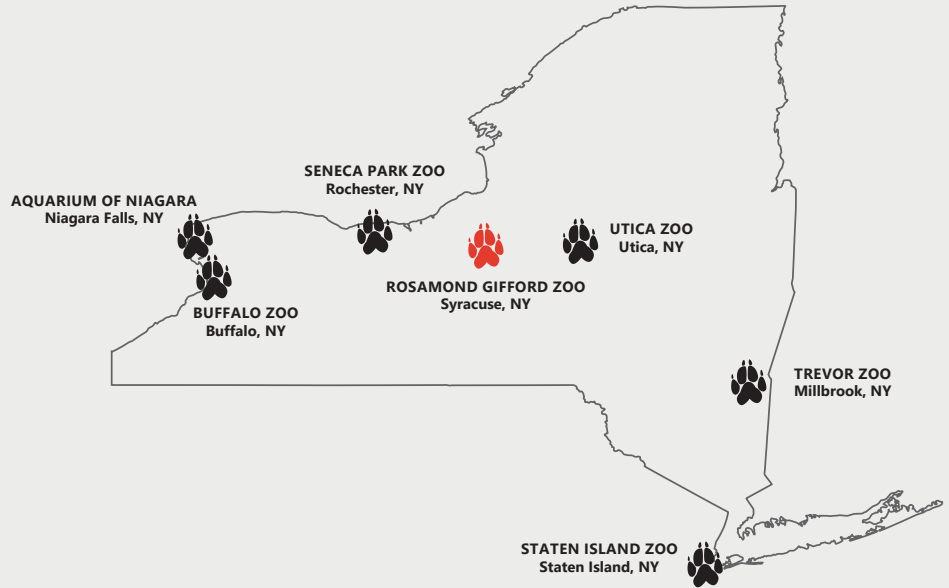 SENECA PARK ZOO
Rochester, NY
AQUARIUM OF NIAGARA
Niagara Falls, NY
UTICA ZOO
Utica, NY
ROSAMOND GIFFORD ZOO
Syracuse, NY
BUFFALO ZOO
Buffalo, NY
TREVOR ZOO
Millbrook, NY
STATEN ISLAND ZOO
Staten Island, NY